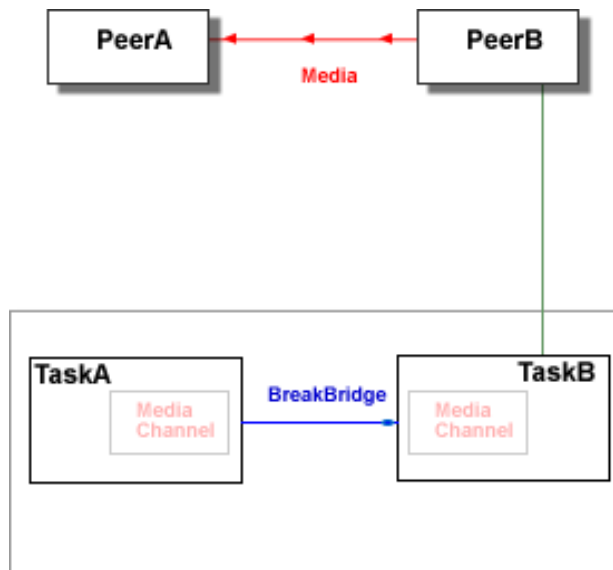 PeerA
PeerB
Media
TaskA
TaskB
BreakBridge
Media
Channel
Media
Channel